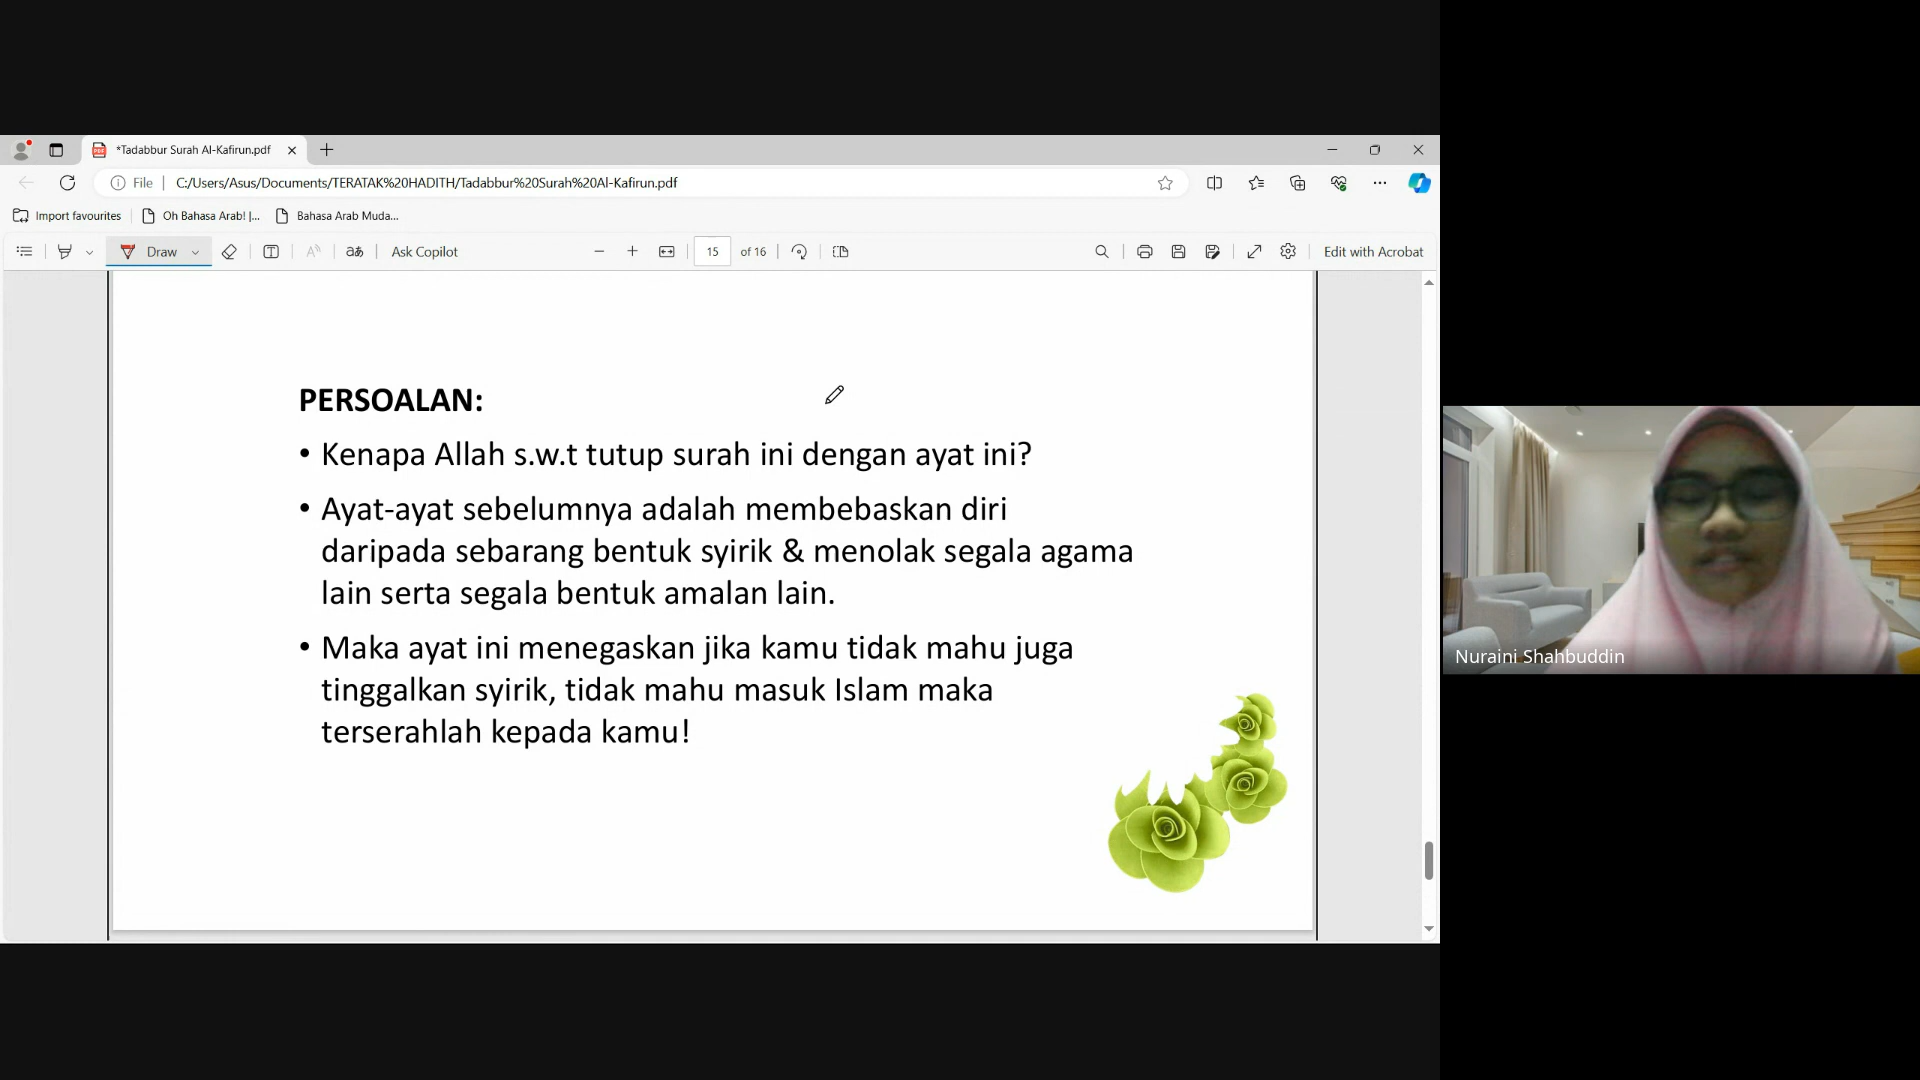 *Tadabbur Surah Al-Kafirun.pdf
File
C:/Users/Asus/Documents/TERATAK%20HADITH/Tadabbur%20Surah%20Al-Kafirun.pdf
Import favourites
Oh Bahasa Arab! |...
Bahasa Arab Muda...
Draw
aあ
Ask Copilot
15 of 16
Edit with Acrobat
PERSOALAN:
• Kenapa Allah s.w.t tutup surah ini dengan ayat ini?
• Ayat-ayat sebelumnya adalah membebaskan diri
daripada sebarang bentuk syirik & menolak segala agama
lain serta segala bentuk amalan lain.
• Maka ayat ini menegaskan jika kamu tidak mahu juga
tinggalkan syirik, tidak mahu masuk Islam maka
terserahlah kepada kamu!
Nuraini Shahbuddin